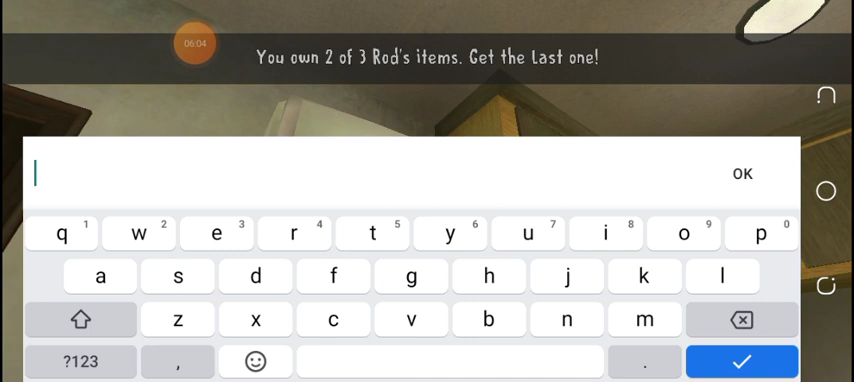 06:04
You own 2 of 3 Rod's items. Get the Last one!
OK
q 1 w 2 e 3 r 4 t 5 y 6 u 7 i 8 o 9 p 0
a s d f g h j k l
z x c v b n m
?123 , .